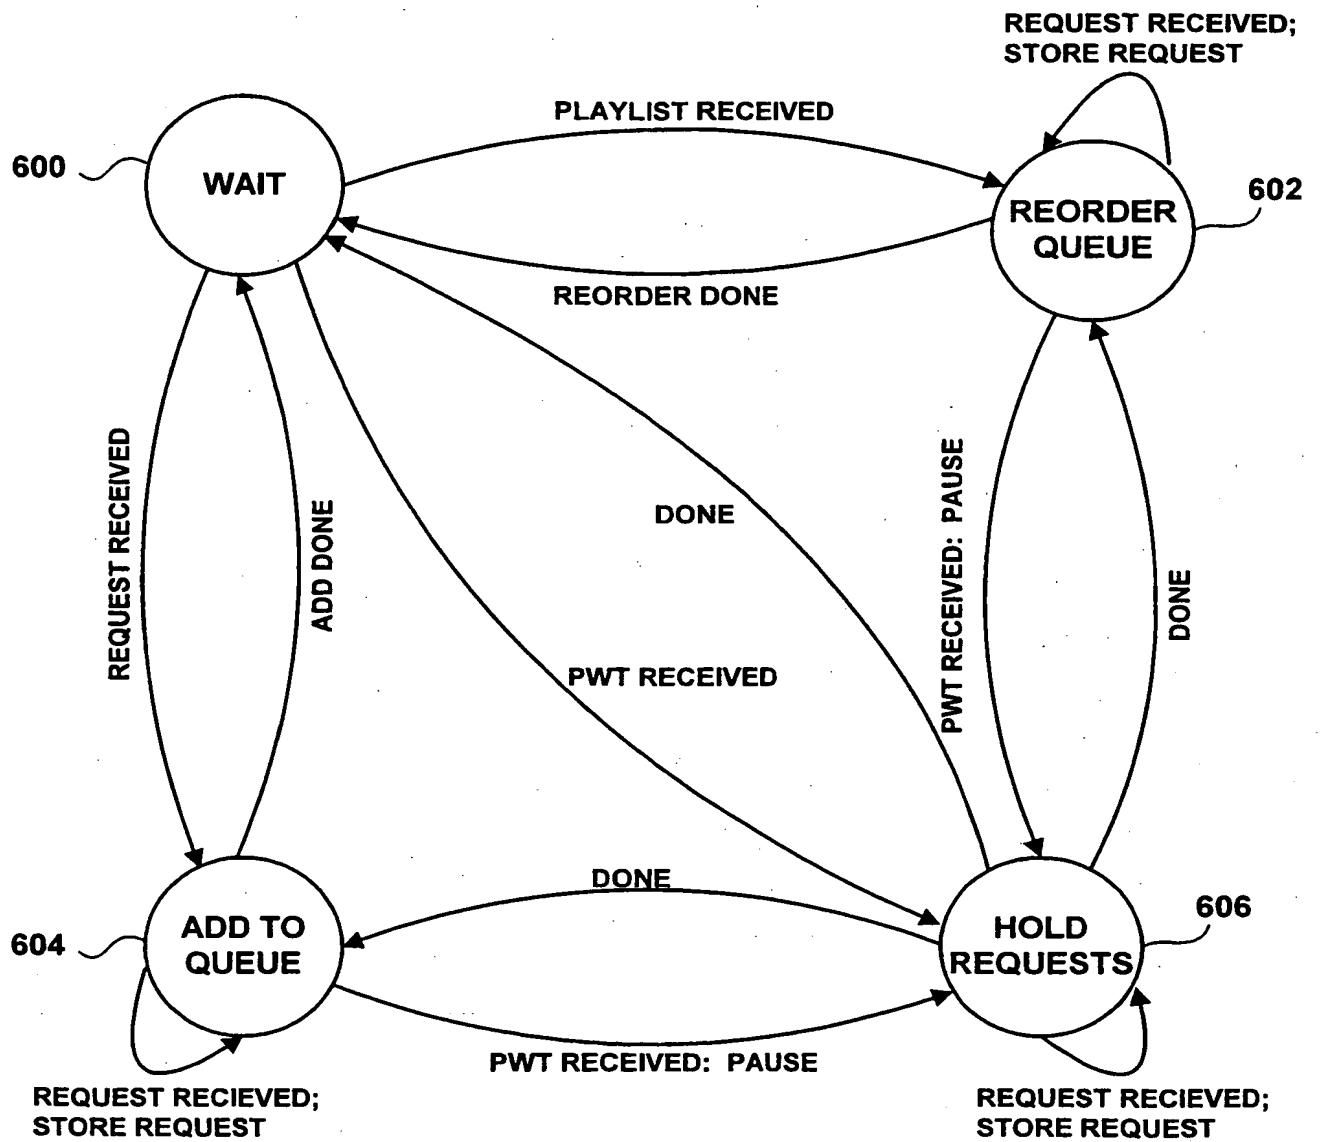 REQUEST RECEIVED;
STORE REQUEST
PLAYLIST RECEIVED
600
WAIT
602
REORDER
QUEUE
REORDER DONE
REQUEST RECEIVED
ADD DONE
DONE
PWT RECEIVED: PAUSE
DONE
PWT RECEIVED
DONE
604
ADD TO
QUEUE
606
HOLD
REQUESTS
PWT RECEIVED: PAUSE
REQUEST RECIEVED;
STORE REQUEST
REQUEST RECIEVED;
STORE REQUEST